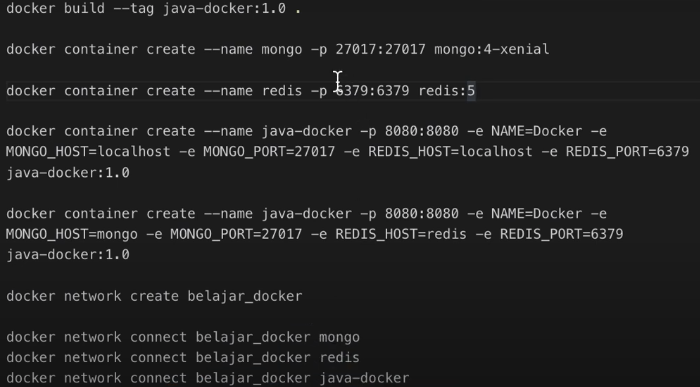 docker build --tag java-docker:1.0 .
docker container create --name mongo -p 27017:27017 mongo:4-xenial
docker container create --name redis -p 6379:6379 redis:5
docker container create --name java-docker -p 8080:8080 -e NAME=Docker -e
MONGO_HOST=localhost -e MONGO_PORT=27017 -e REDIS_HOST=localhost -e REDIS_PORT=6379
java-docker:1.0
docker container create --name java-docker -p 8080:8080 -e NAME=Docker -e
MONGO_HOST=mongo -e MONGO_PORT=27017 -e REDIS_HOST=redis -e REDIS_PORT=6379
java-docker:1.0
docker network create belajar_docker
docker network connect belajar_docker mongo
docker network connect belajar_docker redis
docker network connect belajar_docker java-docker